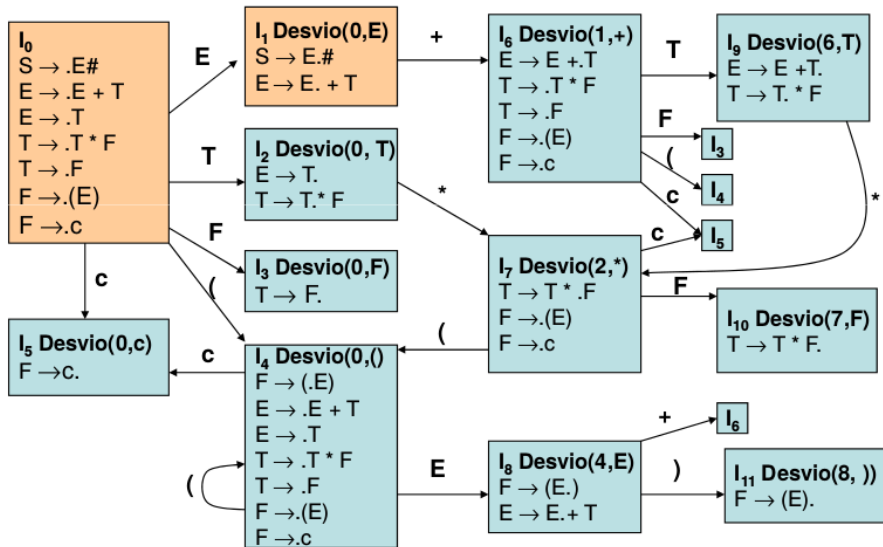 I₀
S → .E#
E → .E + T
E → .T
T → .T * F
T → .F
F → .(E)
F → .c
E
I₁ Desvio(0,E)
S → E.#
E → E. + T
+
I₆ Desvio(1,+)
E → E +.T
T → .T * F
T → .F
F → .(E)
F → .c
T
I₉ Desvio(6,T)
E → E +T.
T → T. * F
F
I₃
(
I₄
c
I₅
*
T
I₂ Desvio(0, T)
E → T.
T → T.* F
*
F
I₃ Desvio(0,F)
T → F.
(
c
I₅ Desvio(0,c)
F →c.
c
I₇ Desvio(2,*)
T → T * .F
F → .(E)
F → .c
c
F
I₁₀ Desvio(7,F)
T → T * F.
(
I₄ Desvio(0,()
F → (.E)
E → .E + T
E → .T
T → .T * F
T → .F
F → .(E)
F → .c
(
E
I₈ Desvio(4,E)
F → (E.)
E → E.+ T
+
I₆
)
I₁₁ Desvio(8, ))
F → (E).